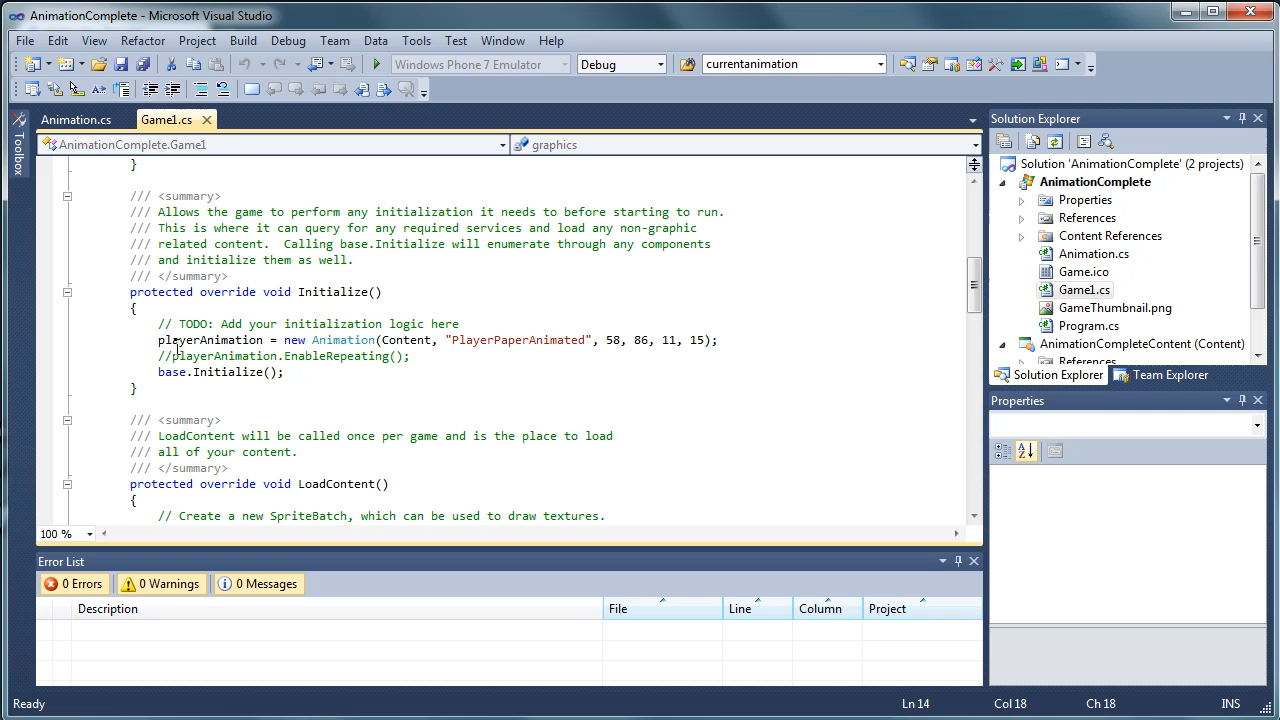 AnimationComplete - Microsoft Visual Studio
File Edit View Refactor Project Build Debug Team Data Tools Test Window Help
Windows Phone 7 Emulator Debug currentanimation
Toolbox
Animation.cs Game1.cs
AnimationComplete.Game1 graphics
}
/// <summary>
/// Allows the game to perform any initialization it needs to before starting to run.
/// This is where it can query for any required services and load any non-graphic
/// related content.  Calling base.Initialize will enumerate through any components
/// and initialize them as well.
/// </summary>
protected override void Initialize()
{
// TODO: Add your initialization logic here
playerAnimation = new Animation(Content, "PlayerPaperAnimated", 58, 86, 11, 15);
//playerAnimation.EnableRepeating();
base.Initialize();
}
/// <summary>
/// LoadContent will be called once per game and is the place to load
/// all of your content.
/// </summary>
protected override void LoadContent()
{
// Create a new SpriteBatch, which can be used to draw textures.
100 %
Solution Explorer
Solution 'AnimationComplete' (2 projects)
AnimationComplete
Properties
References
Content References
Animation.cs
Game.ico
Game1.cs
GameThumbnail.png
Program.cs
AnimationCompleteContent (Content)
References
Solution Explorer Team Explorer
Properties
Error List
0 Errors 0 Warnings 0 Messages
Description File Line Column Project
Ready Ln 14 Col 18 Ch 18 INS